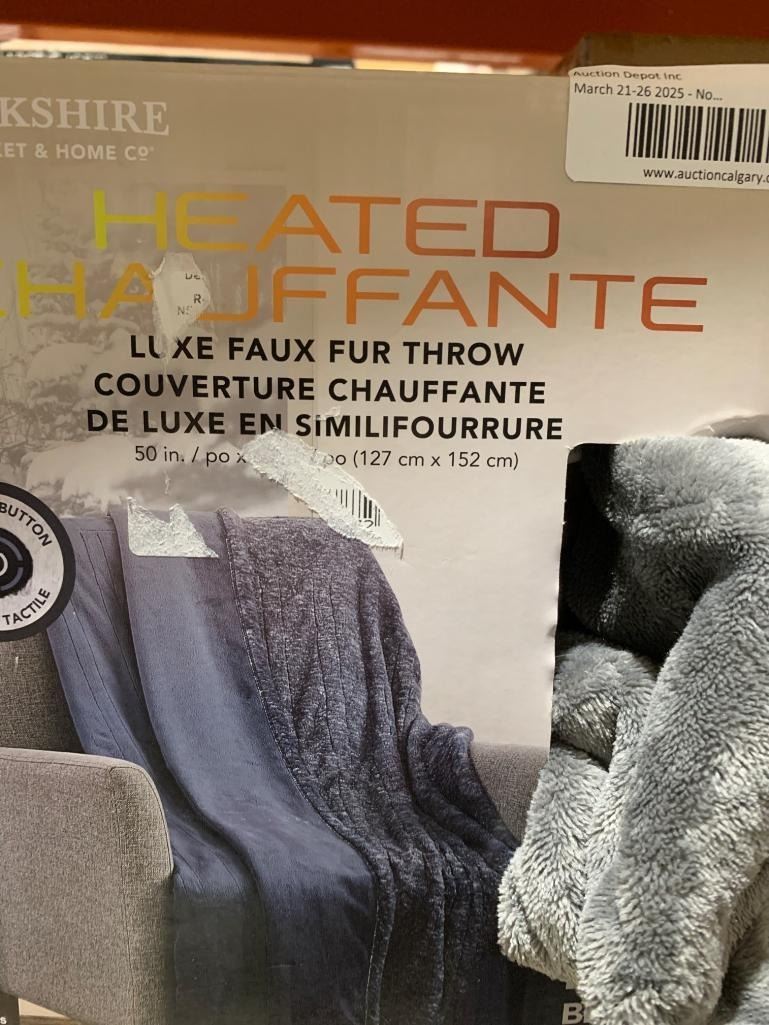 Auction Depot Inc
March 21-26 2025 - No...
www.auctioncalgary.c
KSHIRE
ET & HOME Co
HEATED
CHAUFFANTE
LUXE FAUX FUR THROW
COUVERTURE CHAUFFANTE
DE LUXE EN SIMILIFOURRURE
50 in. / po x po (127 cm x 152 cm)
BUTTON
TACTILE